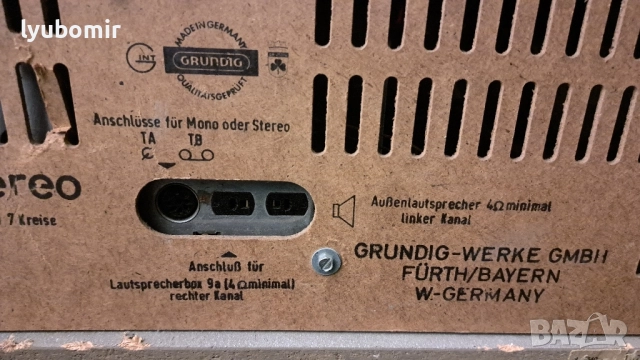 lyubomir
INT
MADE IN GERMANY
GRUNDIG
QUALITÄTSGEPRÜFT
Anschlüsse für Mono oder Stereo
TA TB
ereo
7 Kreise
Außenlautsprecher 4Ω minimal
linker Kanal
Anschluß für
Lautsprecherbox 9a (4Ω minimal)
rechter Kanal
GRUNDIG-WERKE GMBH
FÜRTH/BAYERN
W-GERMANY
BAZAR